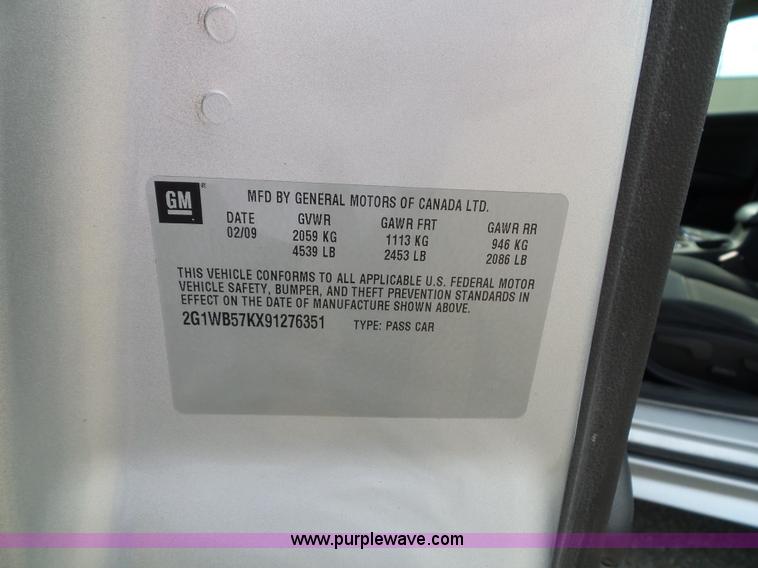 GM
MFD BY GENERAL MOTORS OF CANADA LTD.
DATE GVWR GAWR FRT GAWR RR
02/09 2059 KG 1113 KG 946 KG
4539 LB 2453 LB 2086 LB
THIS VEHICLE CONFORMS TO ALL APPLICABLE U.S. FEDERAL MOTOR
VEHICLE SAFETY, BUMPER, AND THEFT PREVENTION STANDARDS IN
EFFECT ON THE DATE OF MANUFACTURE SHOWN ABOVE.
2G1WB57KX91276351 TYPE: PASS CAR
www.purplewave.com